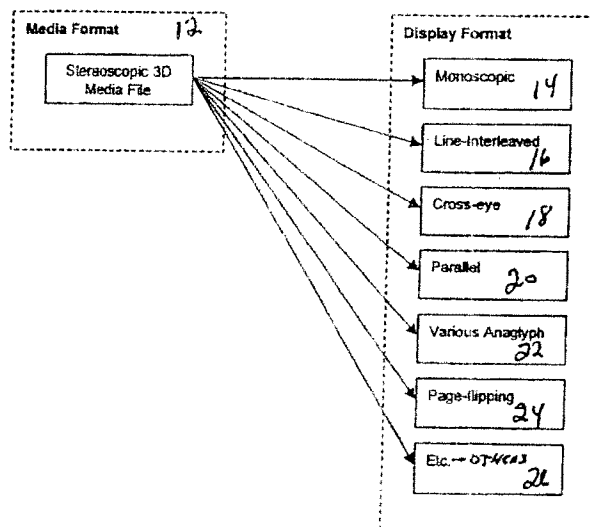 Media Format 12
Stereoscopic 3D
Media File
Display Format
Monoscopic 14
Line-Interleaved
16
Cross-eye
18
Parallel
20
Various Anaglyph
22
Page-flipping
24
Etc. → OTHERS
26